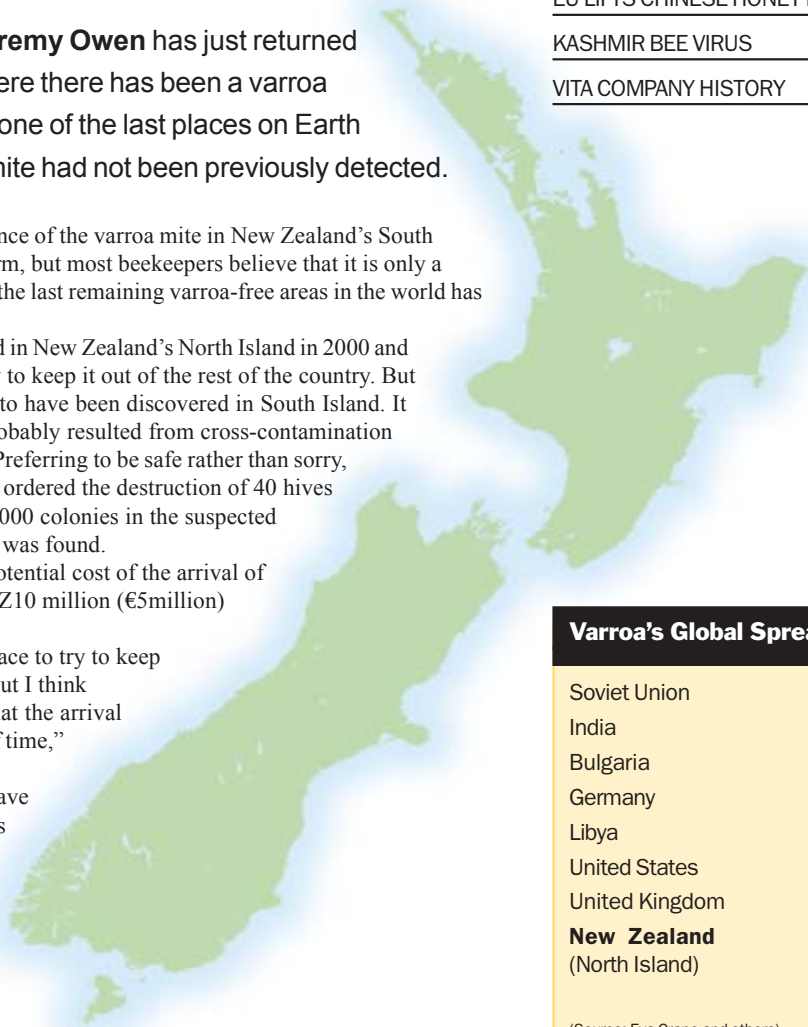 remy Owen has just returned
ere there has been a varroa
one of the last places on Earth
ite had not been previously detected.
nce of the varroa mite in New Zealand's South
rm, but most beekeepers believe that it is only a
the last remaining varroa-free areas in the world has
d in New Zealand's North Island in 2000 and
to keep it out of the rest of the country. But
to have been discovered in South Island. It
obably resulted from cross-contamination
Preferring to be safe rather than sorry,
ordered the destruction of 40 hives
000 colonies in the suspected
was found.
otential cost of the arrival of
Z10 million (€5million)
ace to try to keep
ut I think
at the arrival
f time,"
ave
s
KASHMIR BEE VIRUS
VITA COMPANY HISTORY
Varroa's Global Sprea
Soviet Union
India
Bulgaria
Germany
Libya
United States
United Kingdom
New Zealand
(North Island)